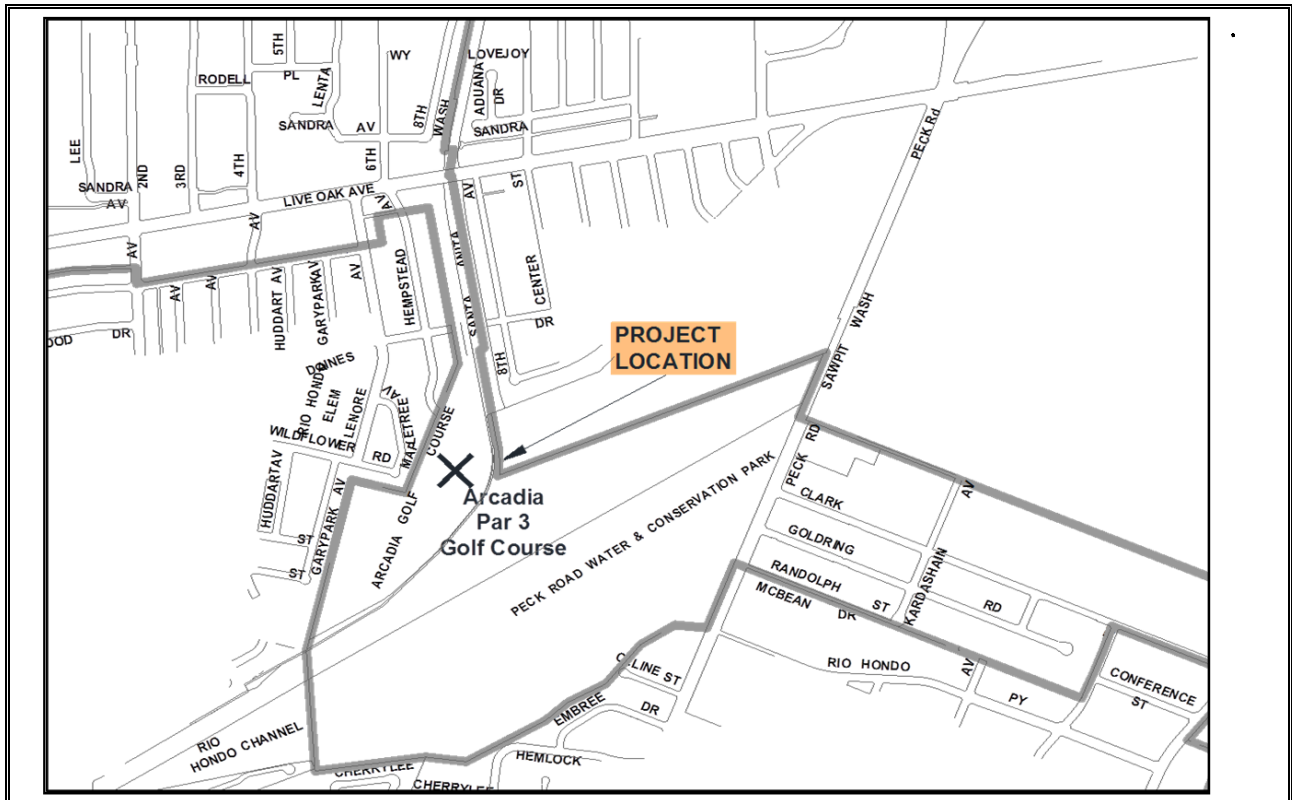 5TH
WY
LOVEJOY
RODELL
PL
LENTA
ADUANA
DR
8TH
WASH
PECK Rd
SANDRA
AV
SANDRA
LEE
2ND
3RD
4TH
6TH
SANDRA
AV
LIVE OAK AVE
AV
ST
AV
AV
AV
ANITA
HUDDART AV
GARYPARK AV
AV
AV
AV
HEMPSTEAD
CENTER
DR
SANTA
DR
8TH
PROJECT
LOCATION
SAWPIT WASH
RIO HONDO
ELEM
LENORE
AV
MAPLETREE
WILDFLOWER
RD
HUDDART AV
GARYPARK AV
ST
ST
ARCADIA GOLF COURSE
Arcadia
Par 3
Golf Course
PECK ROAD WATER & CONSERVATION PARK
PECK RD
CLARK
AV
GOLDRING
RANDOLPH
ST
KARDASHAIN
RD
MCBEAN
DR
RIO HONDO
AV
PY
CONFERENCE
ST
EMBREE
DR
RIO
HONDO CHANNEL
HEMLOCK
CHERRYLEE
CHERRYLEE